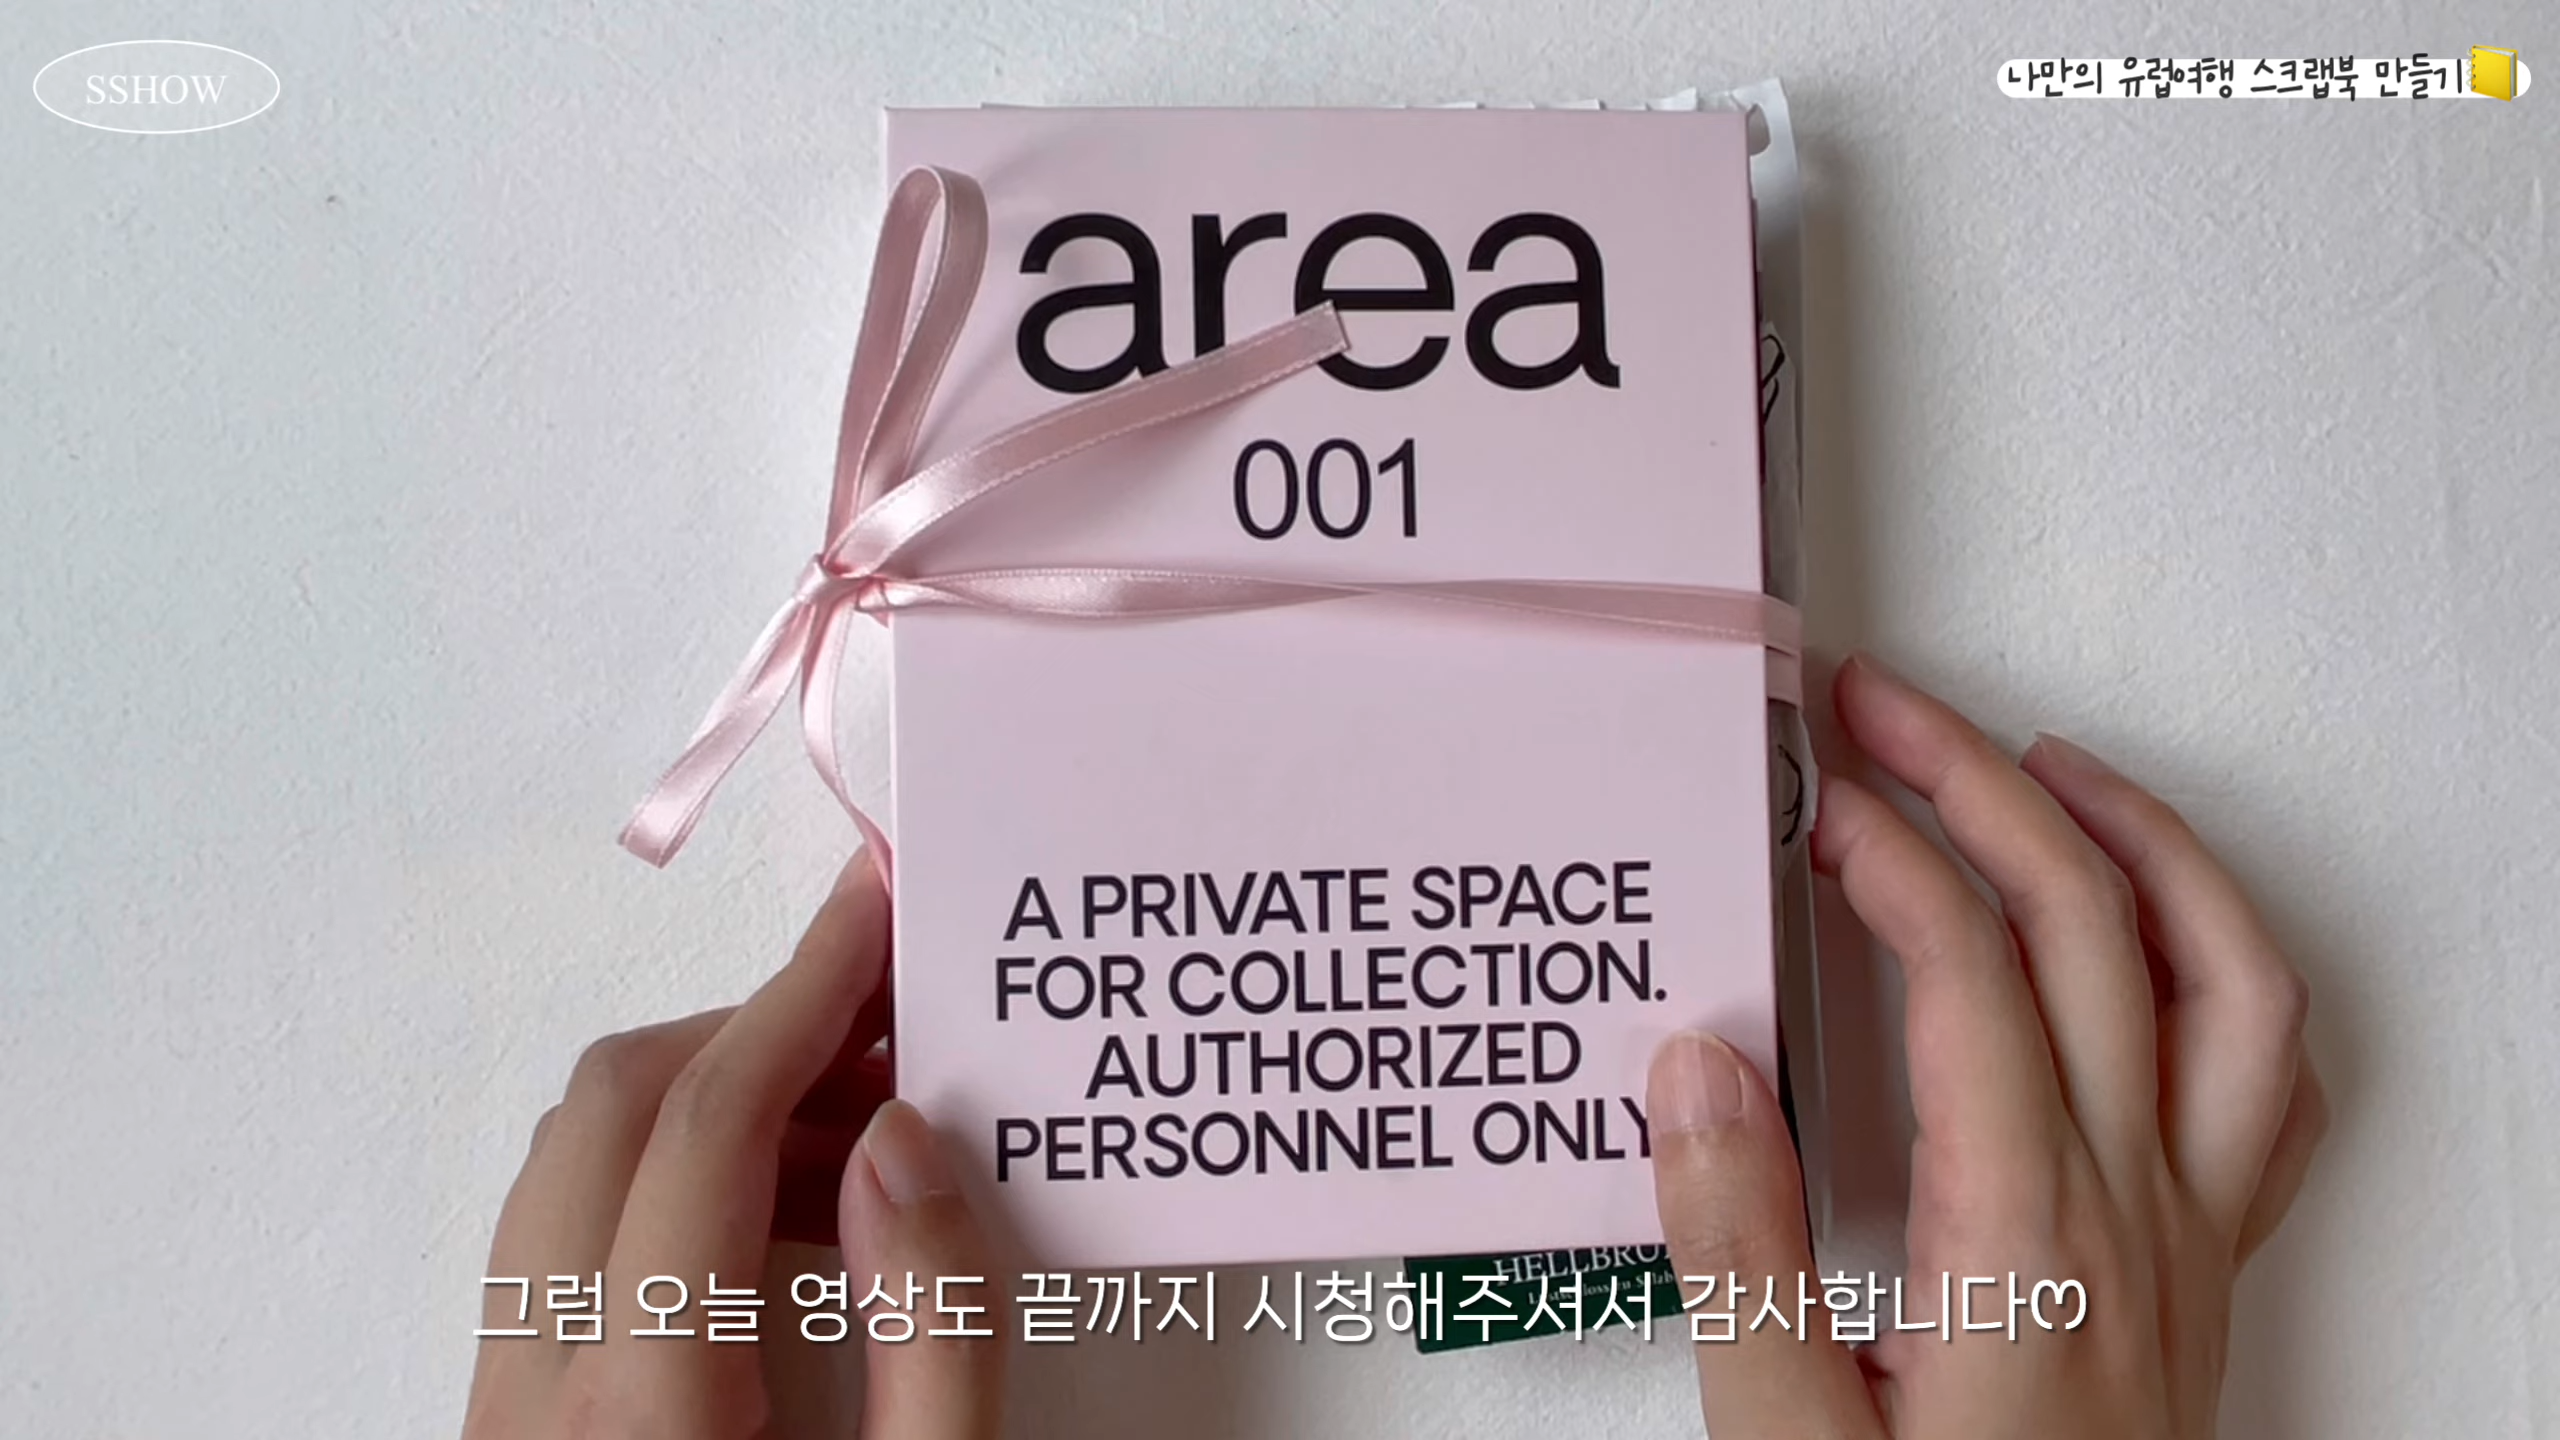 SSHOW
나만의 유럽여행 스크랩북 만들기
area
001
A PRIVATE SPACE
FOR COLLECTION.
AUTHORIZED
PERSONNEL ONLY
그럼 오늘 영상도 끝까지 시청해주셔서 감사합니다ღ